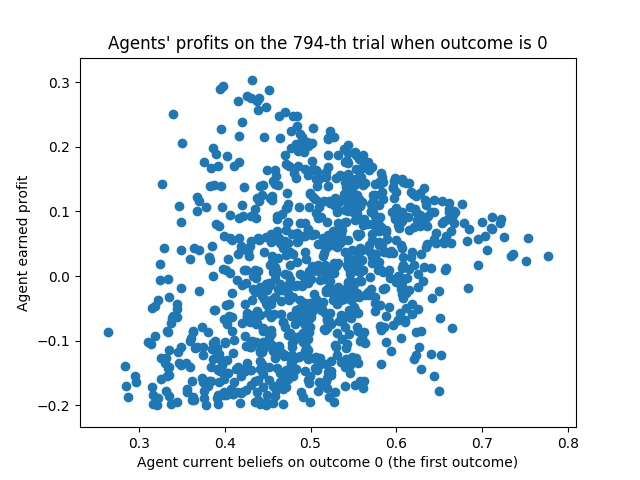 Agents' profits on the 794-th trial when outcome is 0
0.3
0.2
0.1
0.0
−0.1
−0.2
Agent earned profit
0.3 0.4 0.5 0.6 0.7 0.8
Agent current beliefs on outcome 0 (the first outcome)